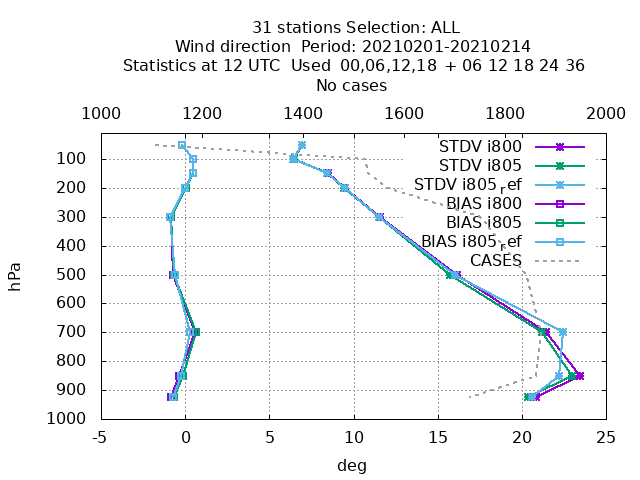 31 stations Selection: ALL
Wind direction  Period: 20210201-20210214
Statistics at 12 UTC  Used  00,06,12,18  + 06 12 18 24 36
No cases
1000 1200 1400 1600 1800 2000
STDV i800
STDV i805
STDV i805ref
BIAS i800
BIAS i805
BIAS i805ref
CASES
100
200
300
400
500
600
700
800
900
1000
hPa
-5 0 5 10 15 20 25
deg